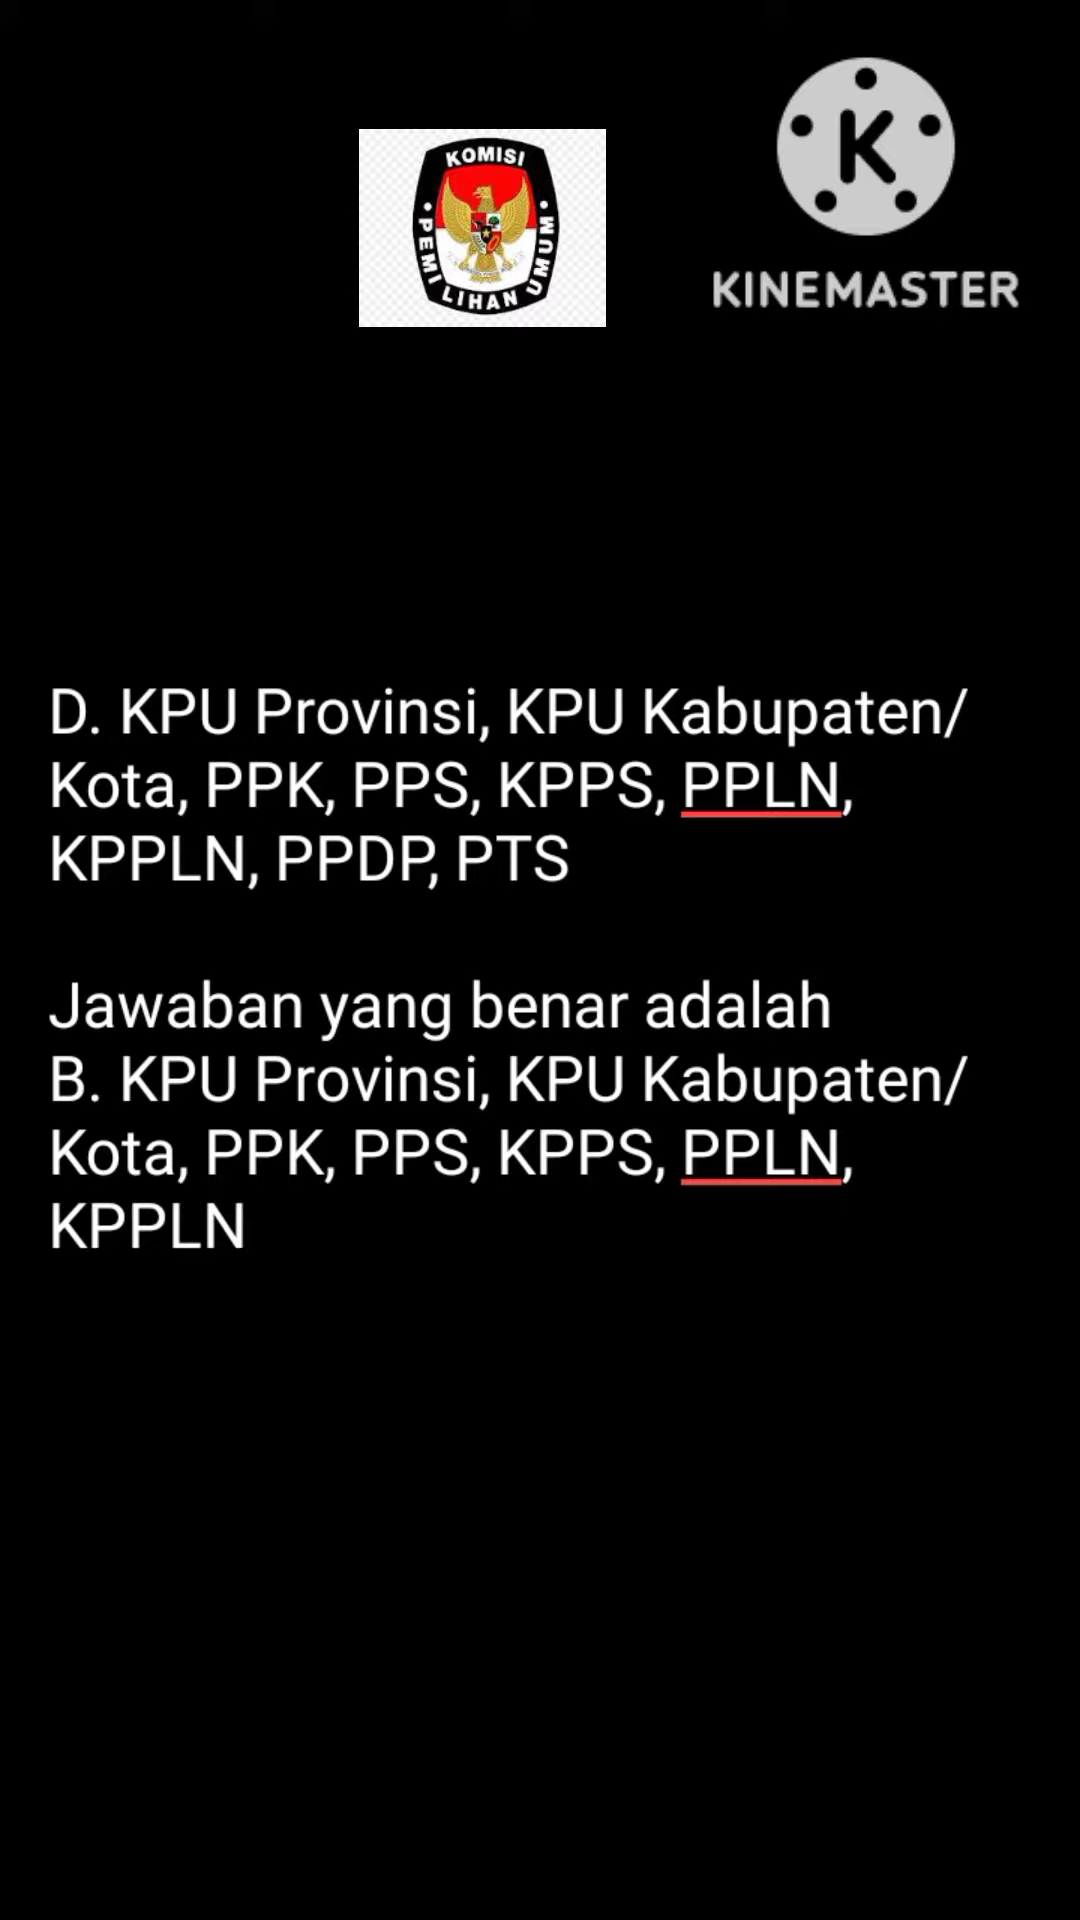 KOMISI
PEMILIHAN UMUM
K
KINEMASTER
D. KPU Provinsi, KPU Kabupaten/
Kota, PPK, PPS, KPPS, PPLN,
KPPLN, PPDP, PTS
Jawaban yang benar adalah
B. KPU Provinsi, KPU Kabupaten/
Kota, PPK, PPS, KPPS, PPLN,
KPPLN